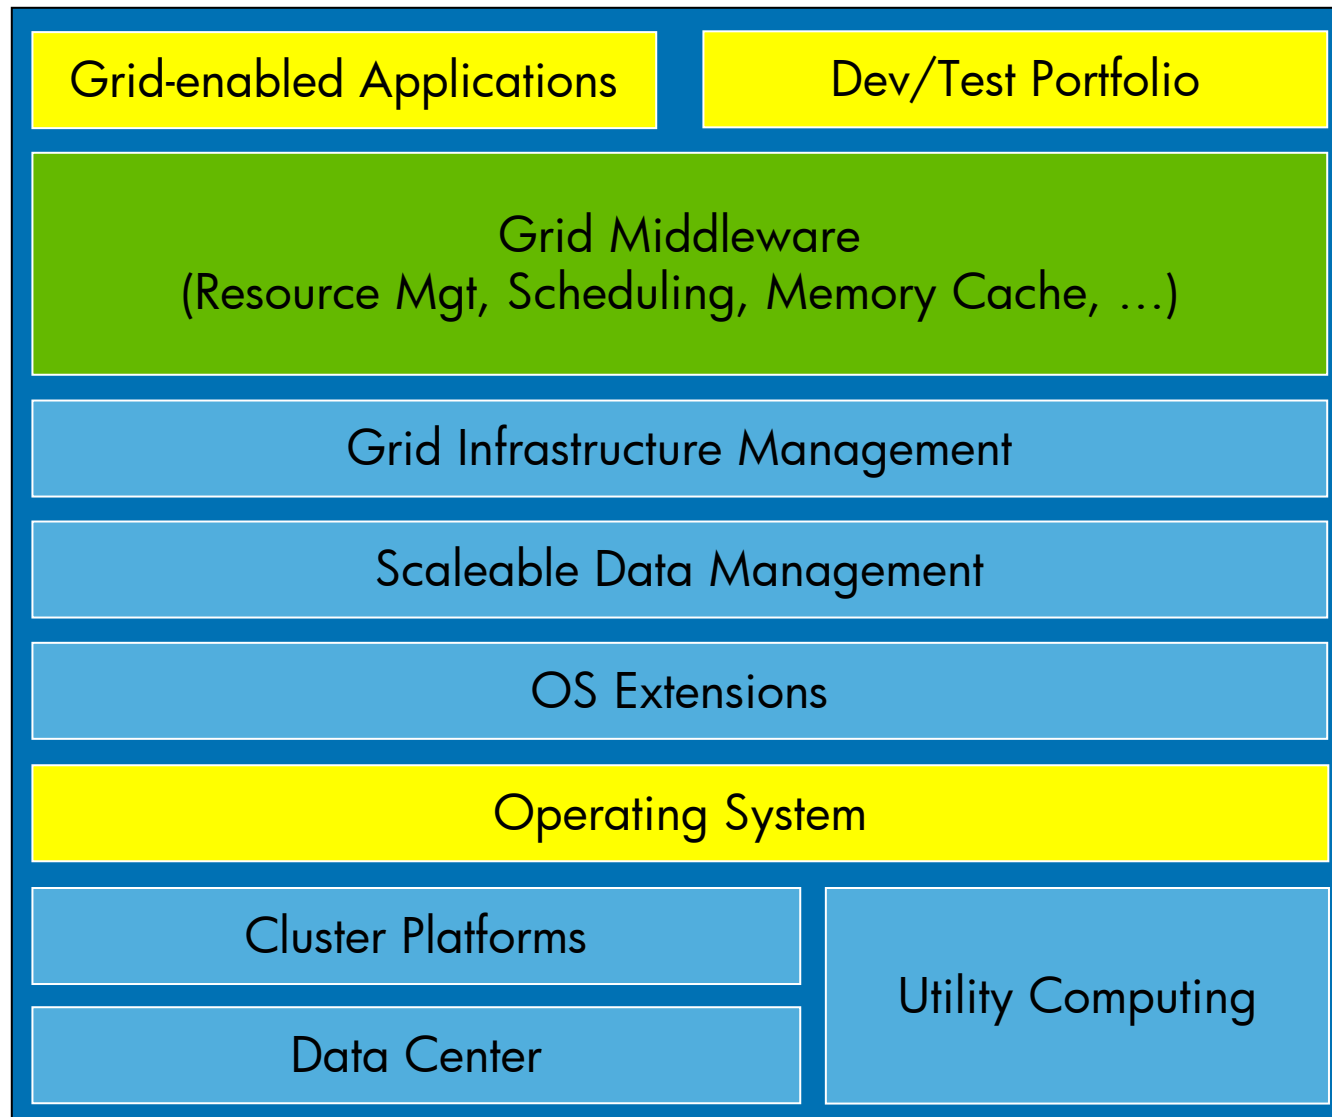 Grid-enabled Applications
Dev/Test Portfolio
Grid Middleware
(Resource Mgt, Scheduling, Memory Cache, …)
Grid Infrastructure Management
Scaleable Data Management
OS Extensions
Operating System
Cluster Platforms
Utility Computing
Data Center